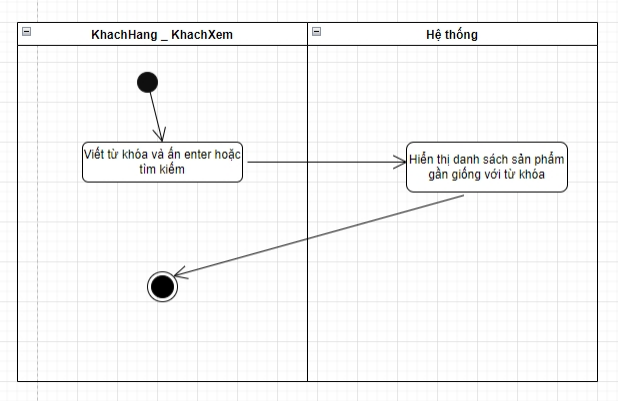 KhachHang _ KhachXem
Hệ thống
Viết từ khóa và ấn enter hoặc
tìm kiếm
Hiển thị danh sách sản phẩm
gần giống với từ khóa